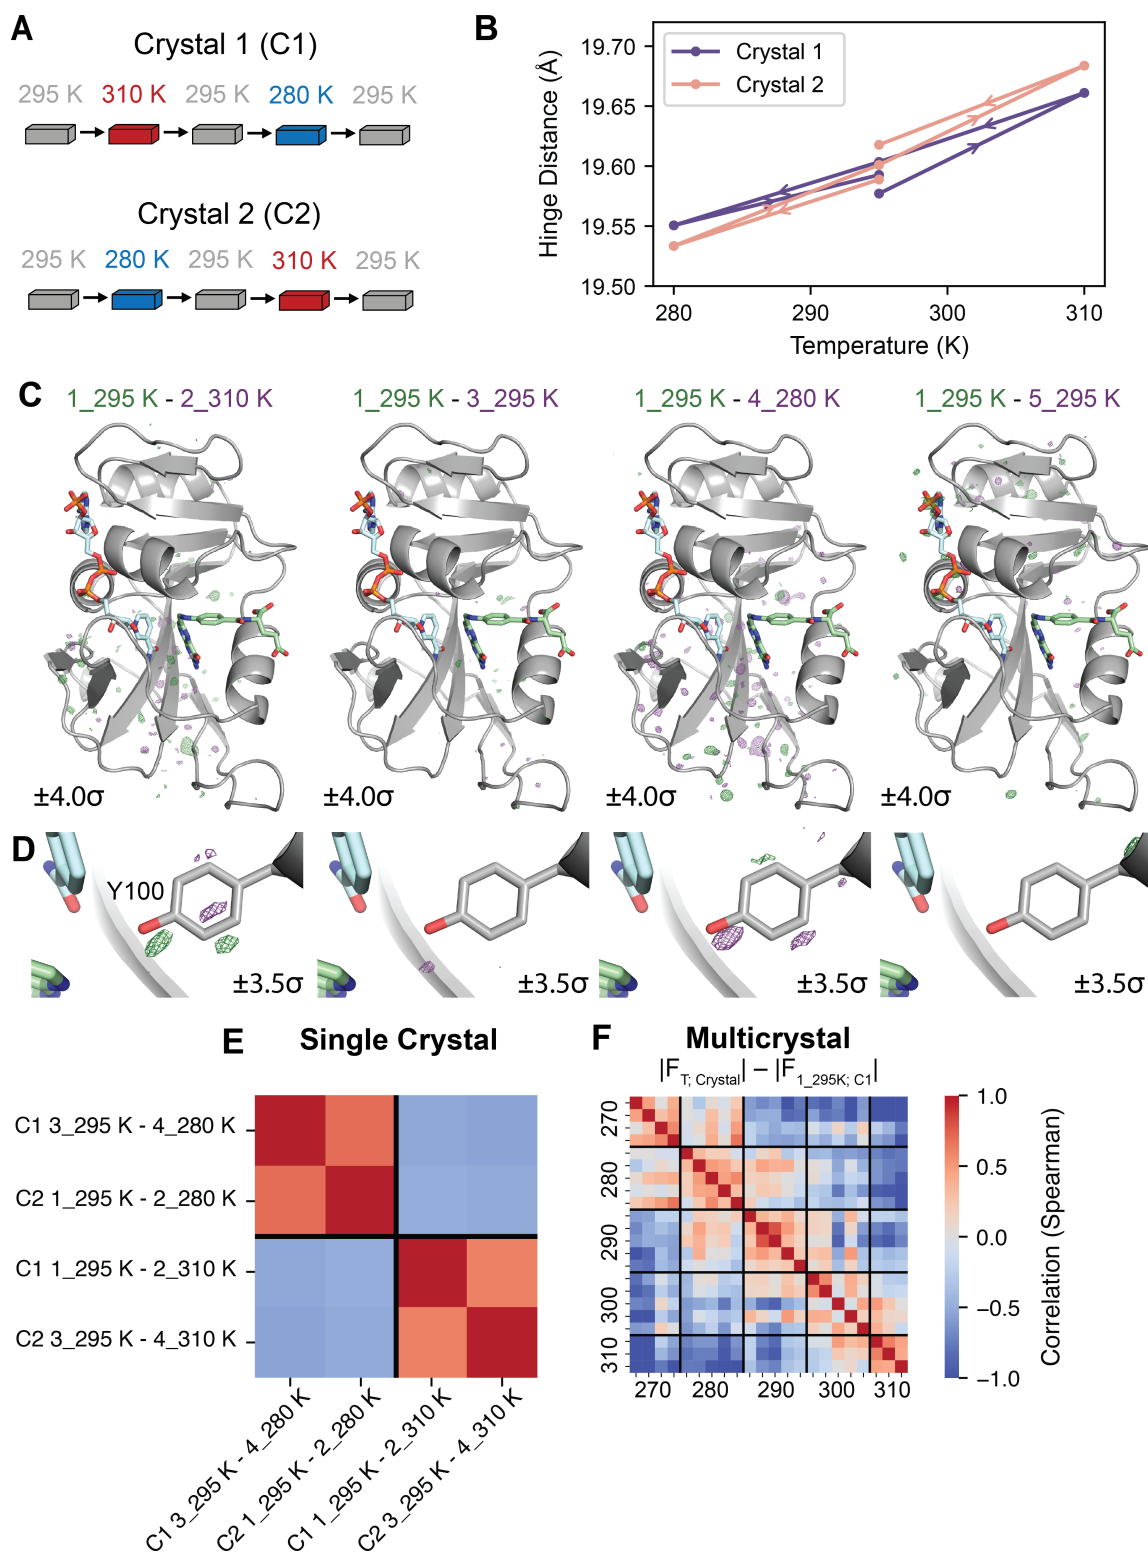 A
Crystal 1 (C1)
295 K 310 K 295 K 280 K 295 K
Crystal 2 (C2)
295 K 280 K 295 K 310 K 295 K
B
Hinge Distance (Å)
19.70
19.65
19.60
19.55
19.50
Crystal 1
Crystal 2
280 290 300 310
Temperature (K)
C
1_295 K - 2_310 K
1_295 K - 3_295 K
1_295 K - 4_280 K
1_295 K - 5_295 K
±4.0σ
±4.0σ
±4.0σ
±4.0σ
D
Y100
±3.5σ
±3.5σ
±3.5σ
±3.5σ
E
Single Crystal
C1 3_295 K - 4_280 K
C2 1_295 K - 2_280 K
C1 1_295 K - 2_310 K
C2 3_295 K - 4_310 K
C1 3_295 K - 4_280 K
C2 1_295 K - 2_280 K
C1 1_295 K - 2_310 K
C2 3_295 K - 4_310 K
F
Multicrystal
|F T; Crystal| – |F 1_295K; C1|
270
280
290
300
310
270 280 290 300 310
1.0
0.5
0.0
−0.5
−1.0
Correlation (Spearman)